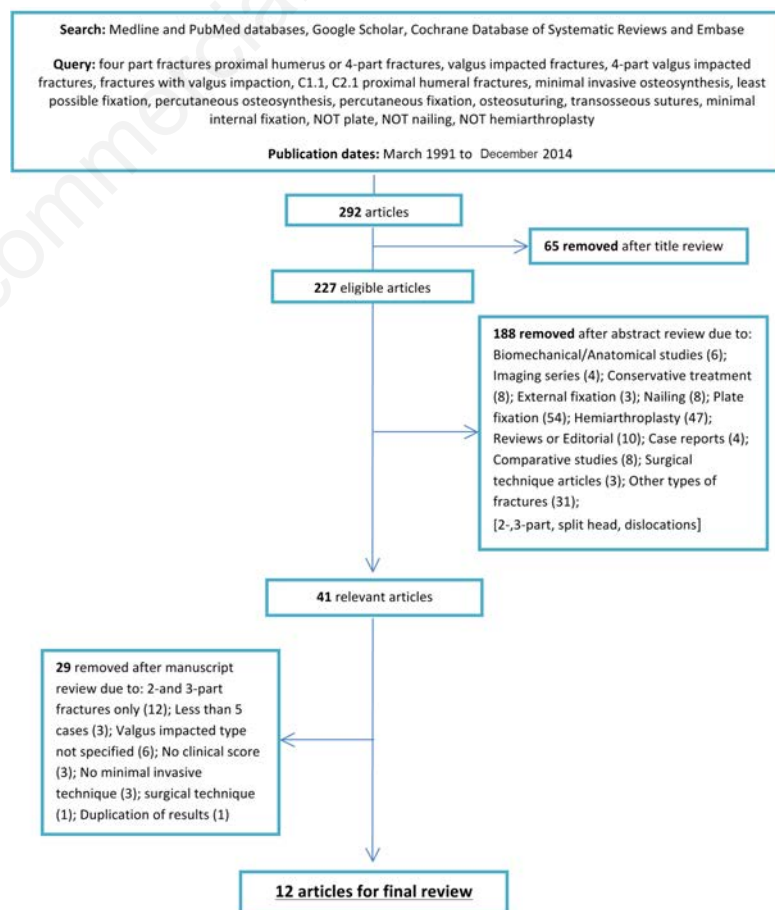 commercia
Search: Medline and PubMed databases, Google Scholar, Cochrane Database of Systematic Reviews and Embase
Query: four part fractures proximal humerus or 4-part fractures, valgus impacted fractures, 4-part valgus impacted
fractures, fractures with valgus impaction, C1.1, C2.1 proximal humeral fractures, minimal invasive osteosynthesis, least
possible fixation, percutaneous osteosynthesis, percutaneous fixation, osteosuturing, transosseous sutures, minimal
internal fixation, NOT plate, NOT nailing, NOT hemiarthroplasty
Publication dates: March 1991 to December 2014
292 articles
65 removed after title review
227 eligible articles
188 removed after abstract review due to:
Biomechanical/Anatomical studies (6);
Imaging series (4); Conservative treatment
(8); External fixation (3); Nailing (8); Plate
fixation (54); Hemiarthroplasty (47);
Reviews or Editorial (10); Case reports (4);
Comparative studies (8); Surgical
technique articles (3); Other types of
fractures (31);
[2-,3-part, split head, dislocations]
41 relevant articles
29 removed after manuscript
review due to: 2-and 3-part
fractures only (12); Less than 5
cases (3); Valgus impacted type
not specified (6); No clinical score
(3); No minimal invasive
technique (3); surgical technique
(1); Duplication of results (1)
12 articles for final review